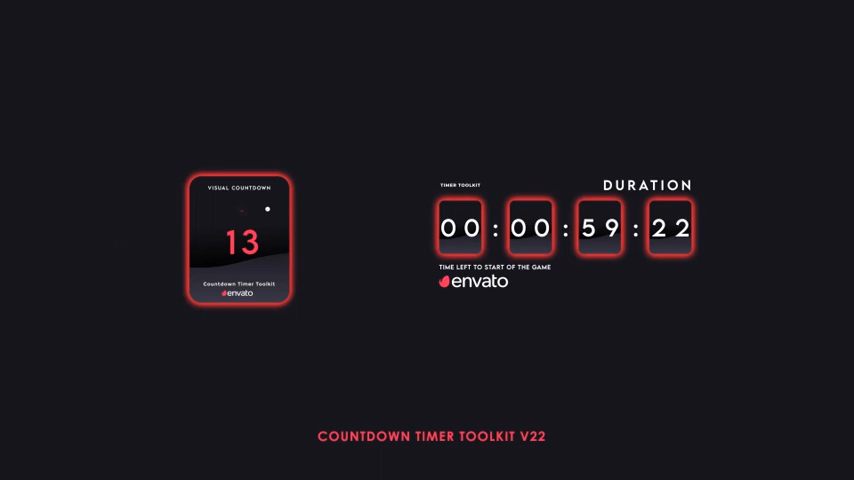 VISUAL COUNTDOWN
13
Countdown Timer Toolkit
envato
TIMER TOOLKIT
DURATION
00:00:59:22
TIME LEFT TO START OF THE GAME
envato
COUNTDOWN TIMER TOOLKIT V22